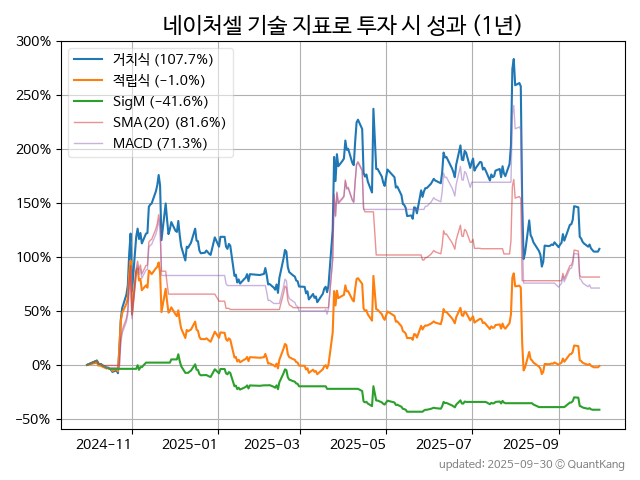 네이처셀 기술 지표로 투자 시 성과 (1년)
300%
250%
200%
150%
100%
50%
0%
−50%
거치식 (107.7%)
적립식 (−1.0%)
SigM (−41.6%)
SMA(20) (81.6%)
MACD (71.3%)
2024-11 2025-01 2025-03 2025-05 2025-07 2025-09
updated: 2025-09-30 © QuantKang